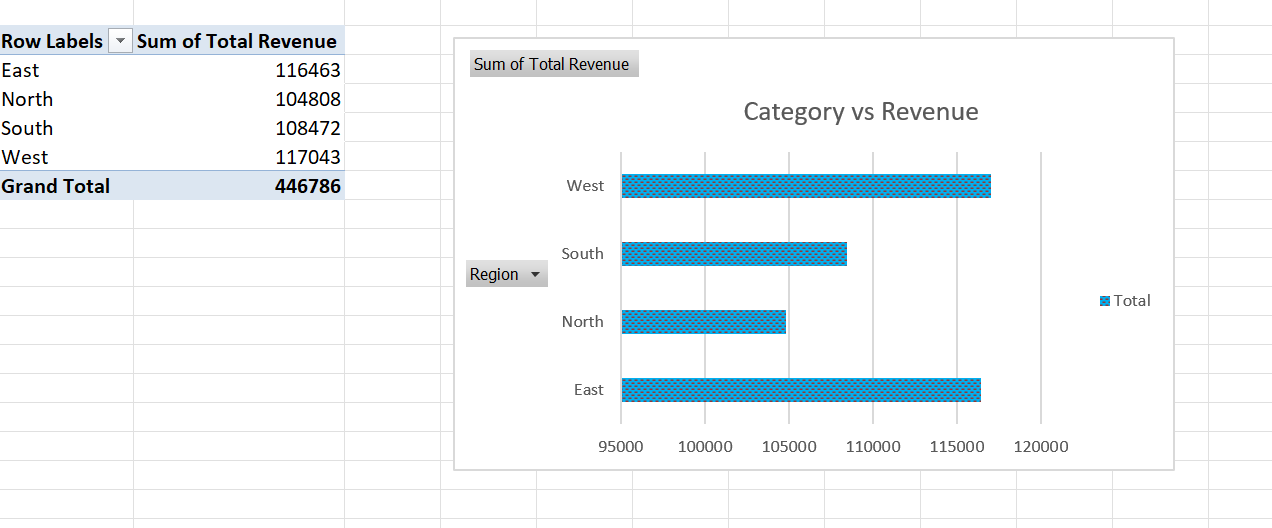 Row Labels Sum of Total Revenue
East 116463
North 104808
South 108472
West 117043
Grand Total 446786
Sum of Total Revenue
Category vs Revenue
West
South
Region
North
East
Total
95000 100000 105000 110000 115000 120000